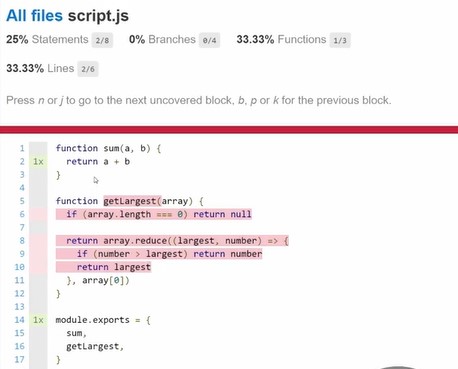 All files script.js
25% Statements 2/8 0% Branches 0/4 33.33% Functions 1/3
33.33% Lines 2/6
Press n or j to go to the next uncovered block, b, p or k for the previous block.
1 function sum(a, b) {
2 1x return a + b
3 }
4
5 function getLargest(array) {
6 if (array.length === 0) return null
7
8 return array.reduce((largest, number) => {
9 if (number > largest) return number
10 return largest
11 }, array[0])
12 }
13
14 1x module.exports = {
15 sum,
16 getLargest,
17 }